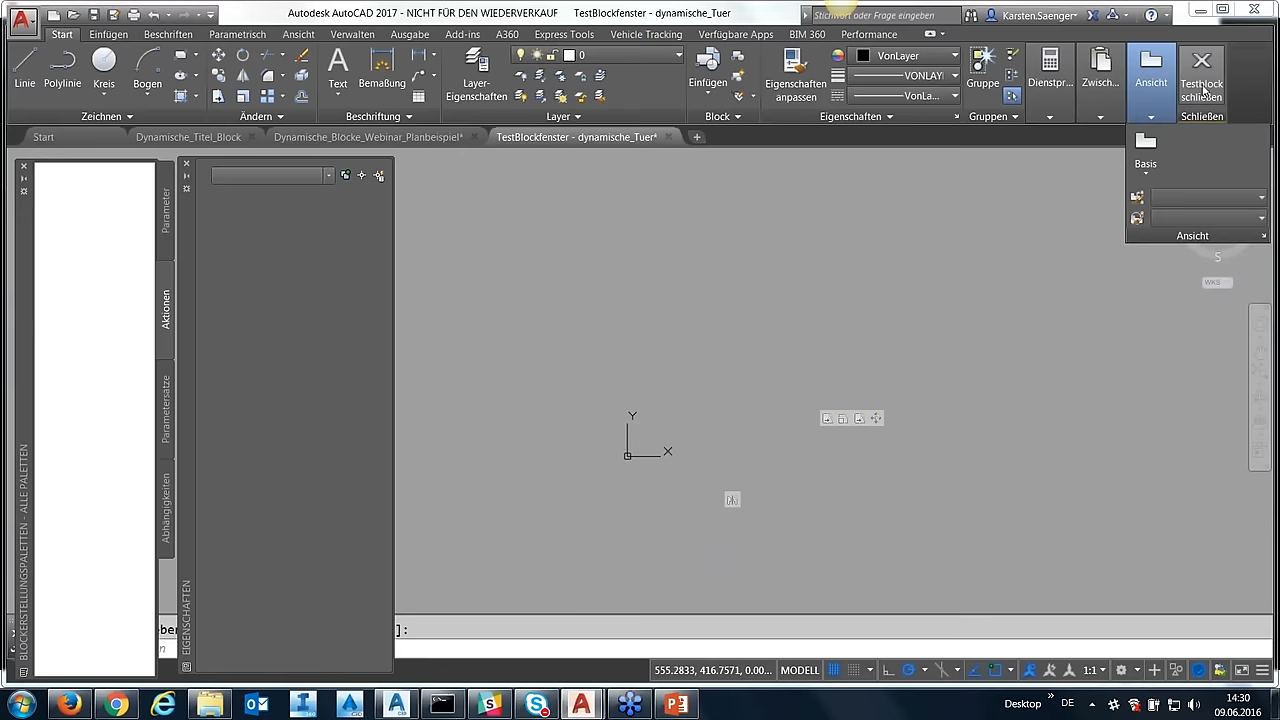 Autodesk AutoCAD 2017 - NICHT FÜR DEN WIEDERVERKAUF TestBlockfenster - dynamische_Tuer
Stichwort oder Frage eingeben
Karsten.Saenger
Start Einfügen Beschriften Parametrisch Ansicht Verwalten Ausgabe Add-ins A360 Express Tools Vehicle Tracking Verfügbare Apps BIM 360 Performance
Linie Polylinie Kreis Bogen
Text Bemaßung
Layer-
Eigenschaften
0
Einfügen
Eigenschaften
anpassen
VonLayer
VONLAYI
VonLa...
Gruppe
Dienstpr...
Zwisch...
Ansicht
Testblock
schließen
Zeichnen Ändern Beschriftung Layer Block Eigenschaften Gruppen Schließen
Start Dynamische_Titel_Block Dynamische_Blöcke_Webinar_Planbeispiel* TestBlockfenster - dynamische_Tuer*
Basis
Ansicht
S
WKS
Parameter
Aktionen
Parametersätze
Abhängigkeiten
BLOCKERSTELLUNGSPALETTEN - ALLE PALETTEN
EIGENSCHAFTEN
Y
X
]:
555.2833, 416.7571, 0.00... MODELL 1:1
Desktop » DE
14:30
09.06.2016